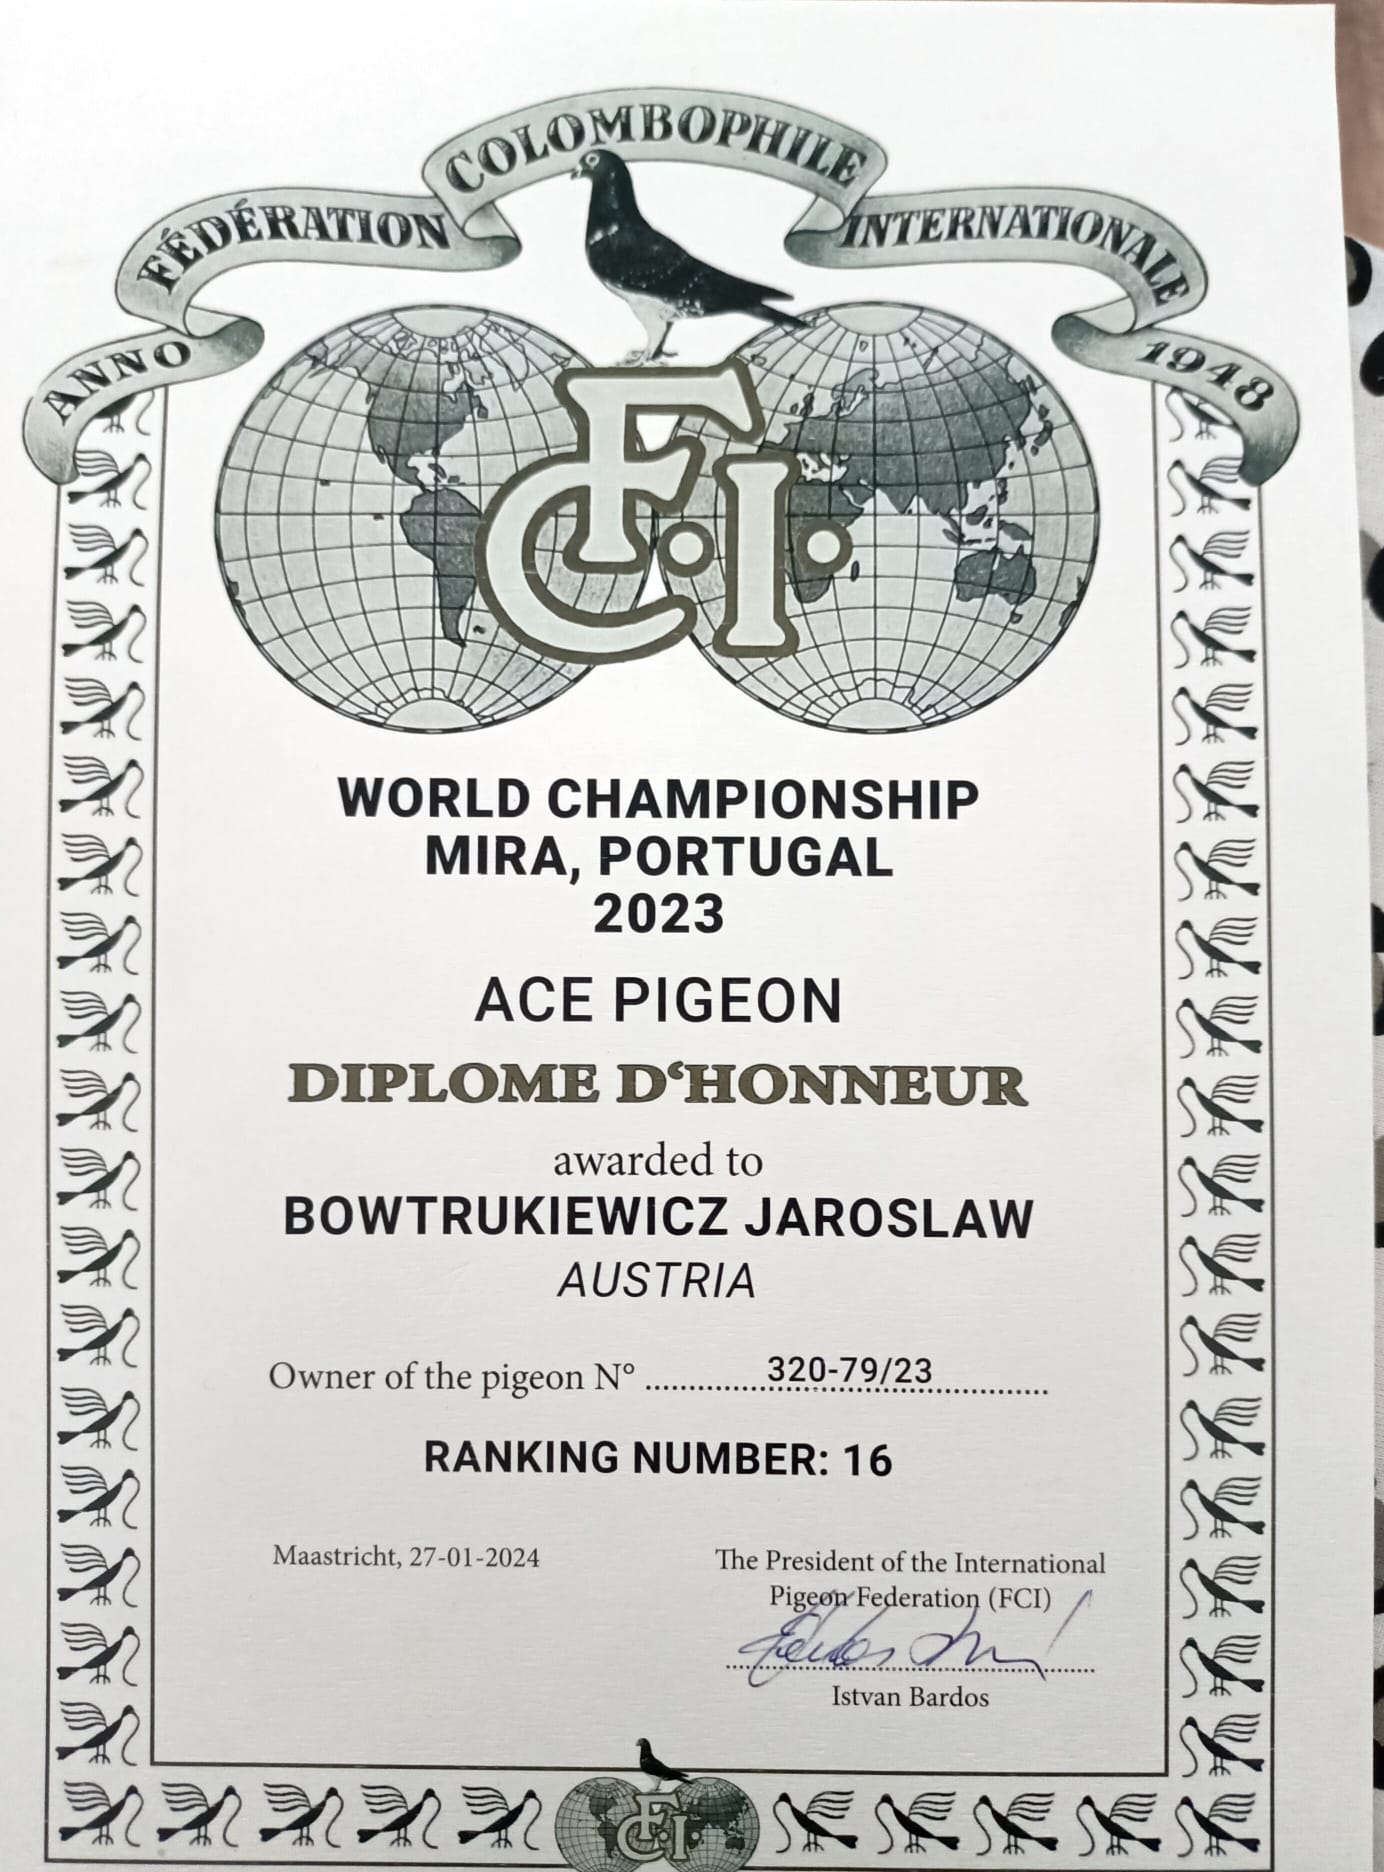 ANNO FÉDÉRATION COLOMBOPHILE INTERNATIONALE 1948
F.C.I.
WORLD CHAMPIONSHIP
MIRA, PORTUGAL
2023
ACE PIGEON
DIPLOME D‘HONNEUR
awarded to
BOWTRUKIEWICZ JAROSLAW
AUSTRIA
Owner of the pigeon N° 320-79/23
RANKING NUMBER: 16
Maastricht, 27-01-2024
The President of the International
Pigeon Federation (FCI)
Istvan Bardos
F.C.I.